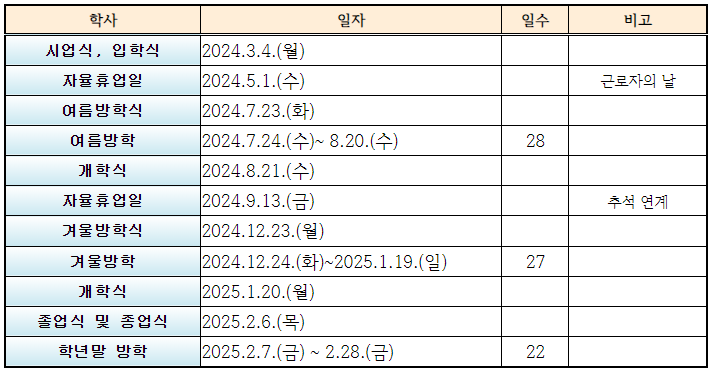 학사 일자 일수 비고
시업식, 입학식 2024.3.4.(월)
자율휴업일 2024.5.1.(수) 근로자의 날
여름방학식 2024.7.23.(화)
여름방학 2024.7.24.(수)~ 8.20.(수) 28
개학식 2024.8.21.(수)
자율휴업일 2024.9.13.(금) 추석 연계
겨울방학식 2024.12.23.(월)
겨울방학 2024.12.24.(화)~2025.1.19.(일) 27
개학식 2025.1.20.(월)
졸업식 및 종업식 2025.2.6.(목)
학년말 방학 2025.2.7.(금) ~ 2.28.(금) 22